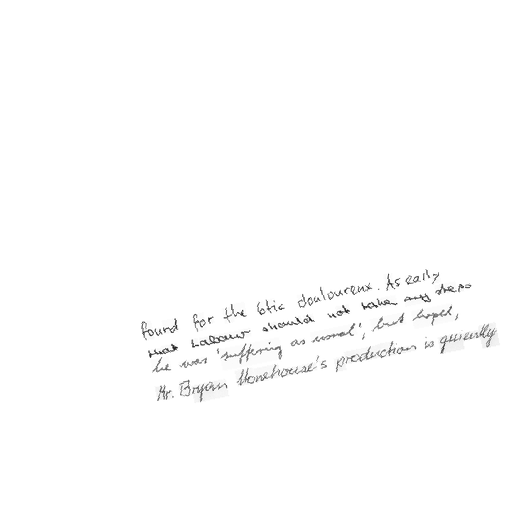 found for the tic douloureux. As early
that Labour should not take any steps
he was 'suffering as usual', but hoped,
Mr. Bryan Stonehouse's production is